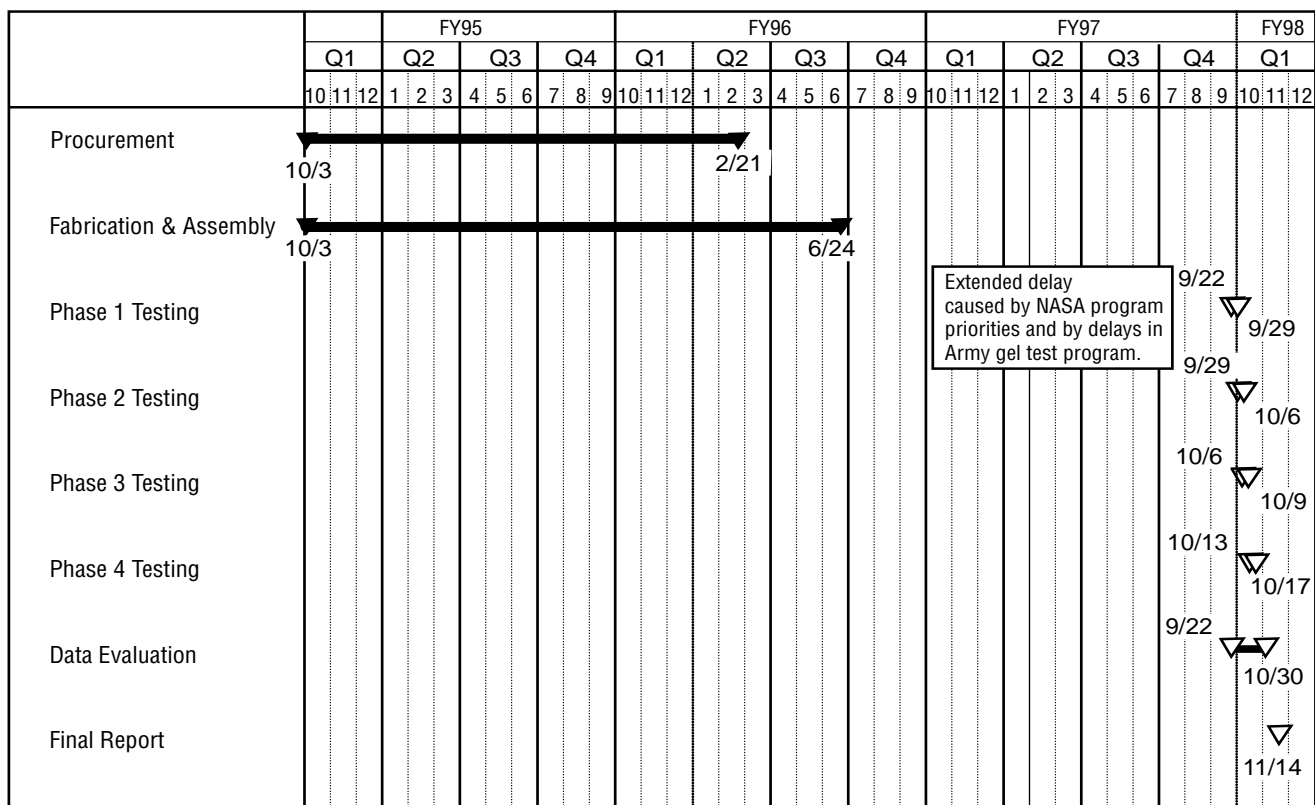 FY95 FY96 FY97 FY98
Q1 Q2 Q3 Q4 Q1 Q2 Q3 Q4 Q1 Q2 Q3 Q4 Q1
10 11 12 1 2 3 4 5 6 7 8 9 10 11 12 1 2 3 4 5 6 7 8 9 10 11 12 1 2 3 4 5 6 7 8 9 10 11 12
Procurement
10/3 2/21
Fabrication & Assembly
10/3 6/24
Extended delay
caused by NASA program
priorities and by delays in
Army gel test program.
9/22
Phase 1 Testing
9/29
9/29
Phase 2 Testing
10/6
10/6
Phase 3 Testing
10/9
10/13
Phase 4 Testing
10/17
9/22
Data Evaluation
10/30
Final Report
11/14